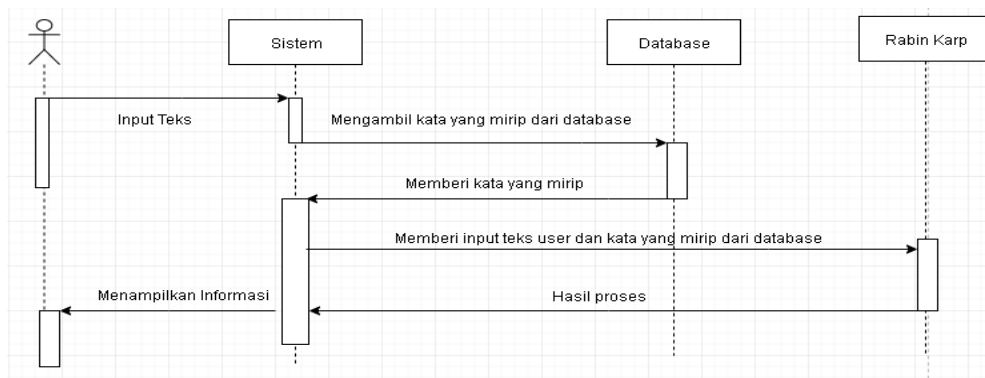 Sistem
Database
Rabin Karp
Input Teks
Mengambil kata yang mirip dari database
Memberi kata yang mirip
Memberi input teks user dan kata yang mirip dari database
Menampilkan Informasi
Hasil proses